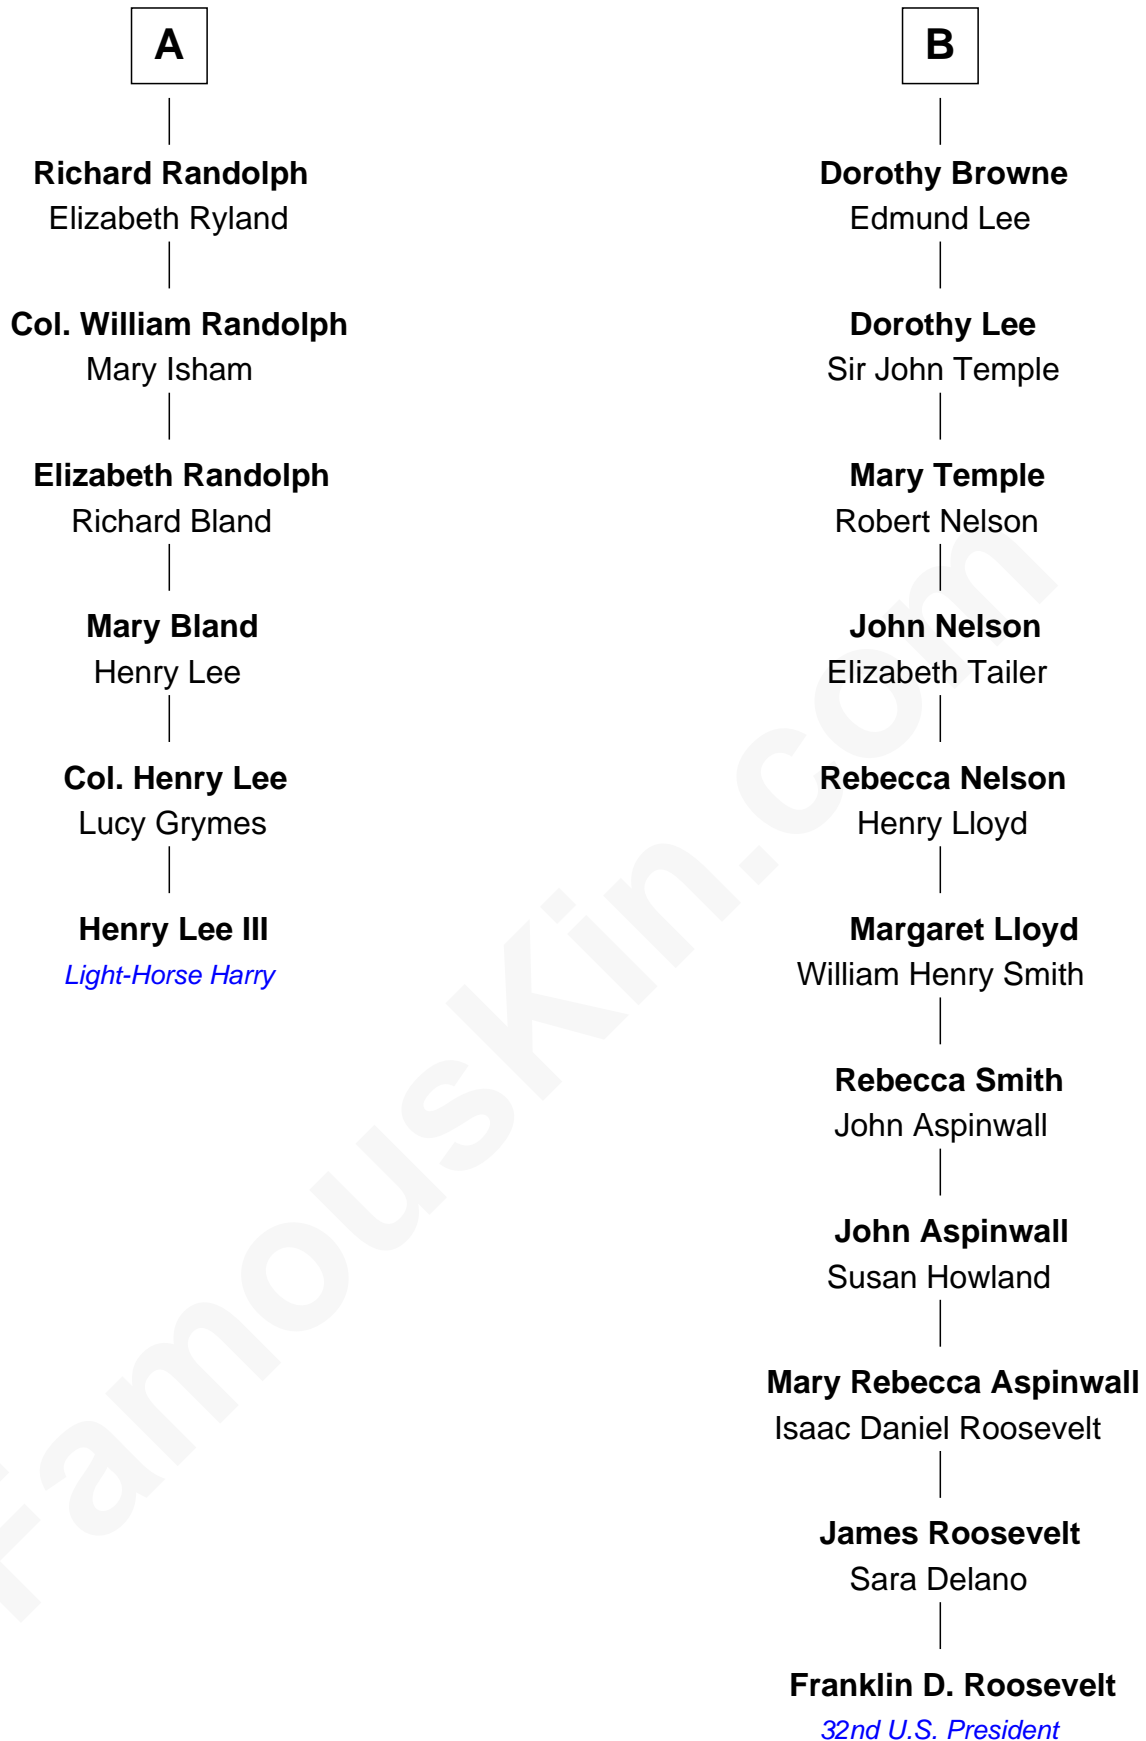 A
Richard Randolph
Elizabeth Ryland
Col. William Randolph
Mary Isham
Elizabeth Randolph
Richard Bland
Mary Bland
Henry Lee
Col. Henry Lee
Lucy Grymes
Henry Lee III
Light-Horse Harry
B
Dorothy Browne
Edmund Lee
Dorothy Lee
Sir John Temple
Mary Temple
Robert Nelson
John Nelson
Elizabeth Tailer
Rebecca Nelson
Henry Lloyd
Margaret Lloyd
William Henry Smith
Rebecca Smith
John Aspinwall
John Aspinwall
Susan Howland
Mary Rebecca Aspinwall
Isaac Daniel Roosevelt
James Roosevelt
Sara Delano
Franklin D. Roosevelt
32nd U.S. President
FamousKin.com